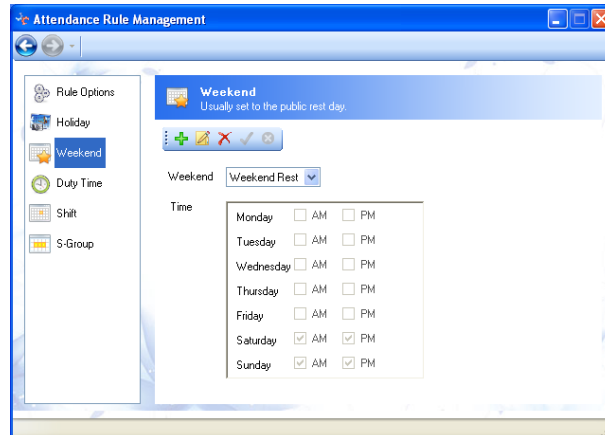 Attendance Rule Management
Rule Options
Holiday
Weekend
Duty Time
Shift
S-Group
Weekend
Usually set to the public rest day.
Weekend Weekend Rest
Time
Monday AM PM
Tuesday AM PM
Wednesday AM PM
Thursday AM PM
Friday AM PM
Saturday AM PM
Sunday AM PM